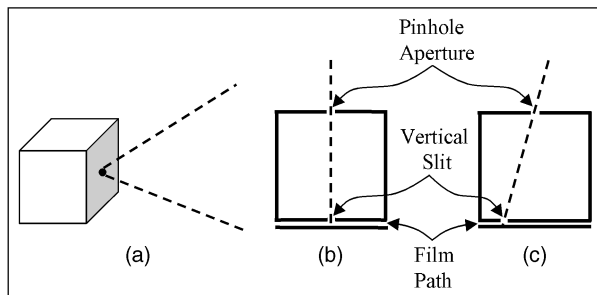 Pinhole
Aperture
Vertical
Slit
Film
Path
(a)
(b)
(c)